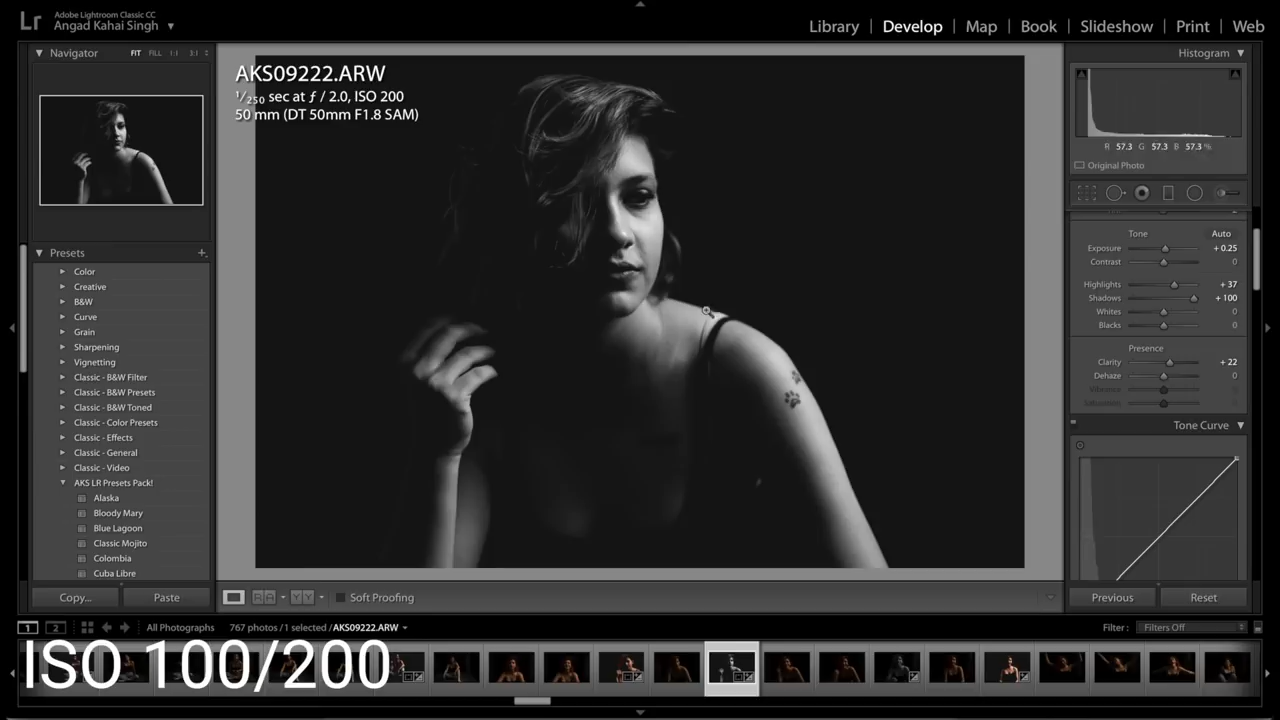 Lr
Adobe Lightroom Classic CC
Angad Kahai Singh
Library | Develop | Map | Book | Slideshow | Print | Web
Navigator FIT FILL 1:1 3:1
Histogram
AKS09222.ARW
1/250 sec at ƒ / 2.0, ISO 200
50 mm (DT 50mm F1.8 SAM)
R 57.3 G 57.3 B 57.3 %
Original Photo
Presets
Color
Creative
B&W
Curve
Grain
Sharpening
Vignetting
Classic - B&W Filter
Classic - B&W Presets
Classic - B&W Toned
Classic - Color Presets
Classic - Effects
Classic - General
Classic - Video
AKS LR Presets Pack!
Alaska
Bloody Mary
Blue Lagoon
Classic Mojito
Colombia
Cuba Libre
Tone Auto
Exposure + 0.25
Contrast 0
Highlights + 37
Shadows + 100
Whites 0
Blacks 0
Presence
Clarity + 22
Dehaze 0
Vibrance
Saturation
Tone Curve
Copy... Paste
Soft Proofing
Previous Reset
1 2 All Photographs 767 photos / 1 selected / AKS09222.ARW
Filter : Filters Off
ISO 100/200